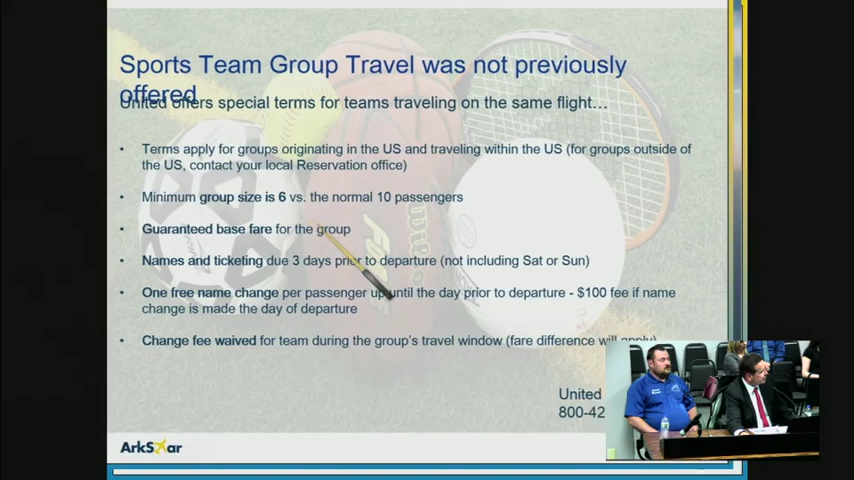 Sports Team Group Travel was not previously
offered
United offers special terms for teams traveling on the same flight…
• Terms apply for groups originating in the US and traveling within the US (for groups outside of
the US, contact your local Reservation office)
• Minimum group size is 6 vs. the normal 10 passengers
• Guaranteed base fare for the group
• Names and ticketing due 3 days prior to departure (not including Sat or Sun)
• One free name change per passenger up until the day prior to departure - $100 fee if name
change is made the day of departure
• Change fee waived for team during the group's travel window (fare difference will apply)
United
800-42
ArkStar